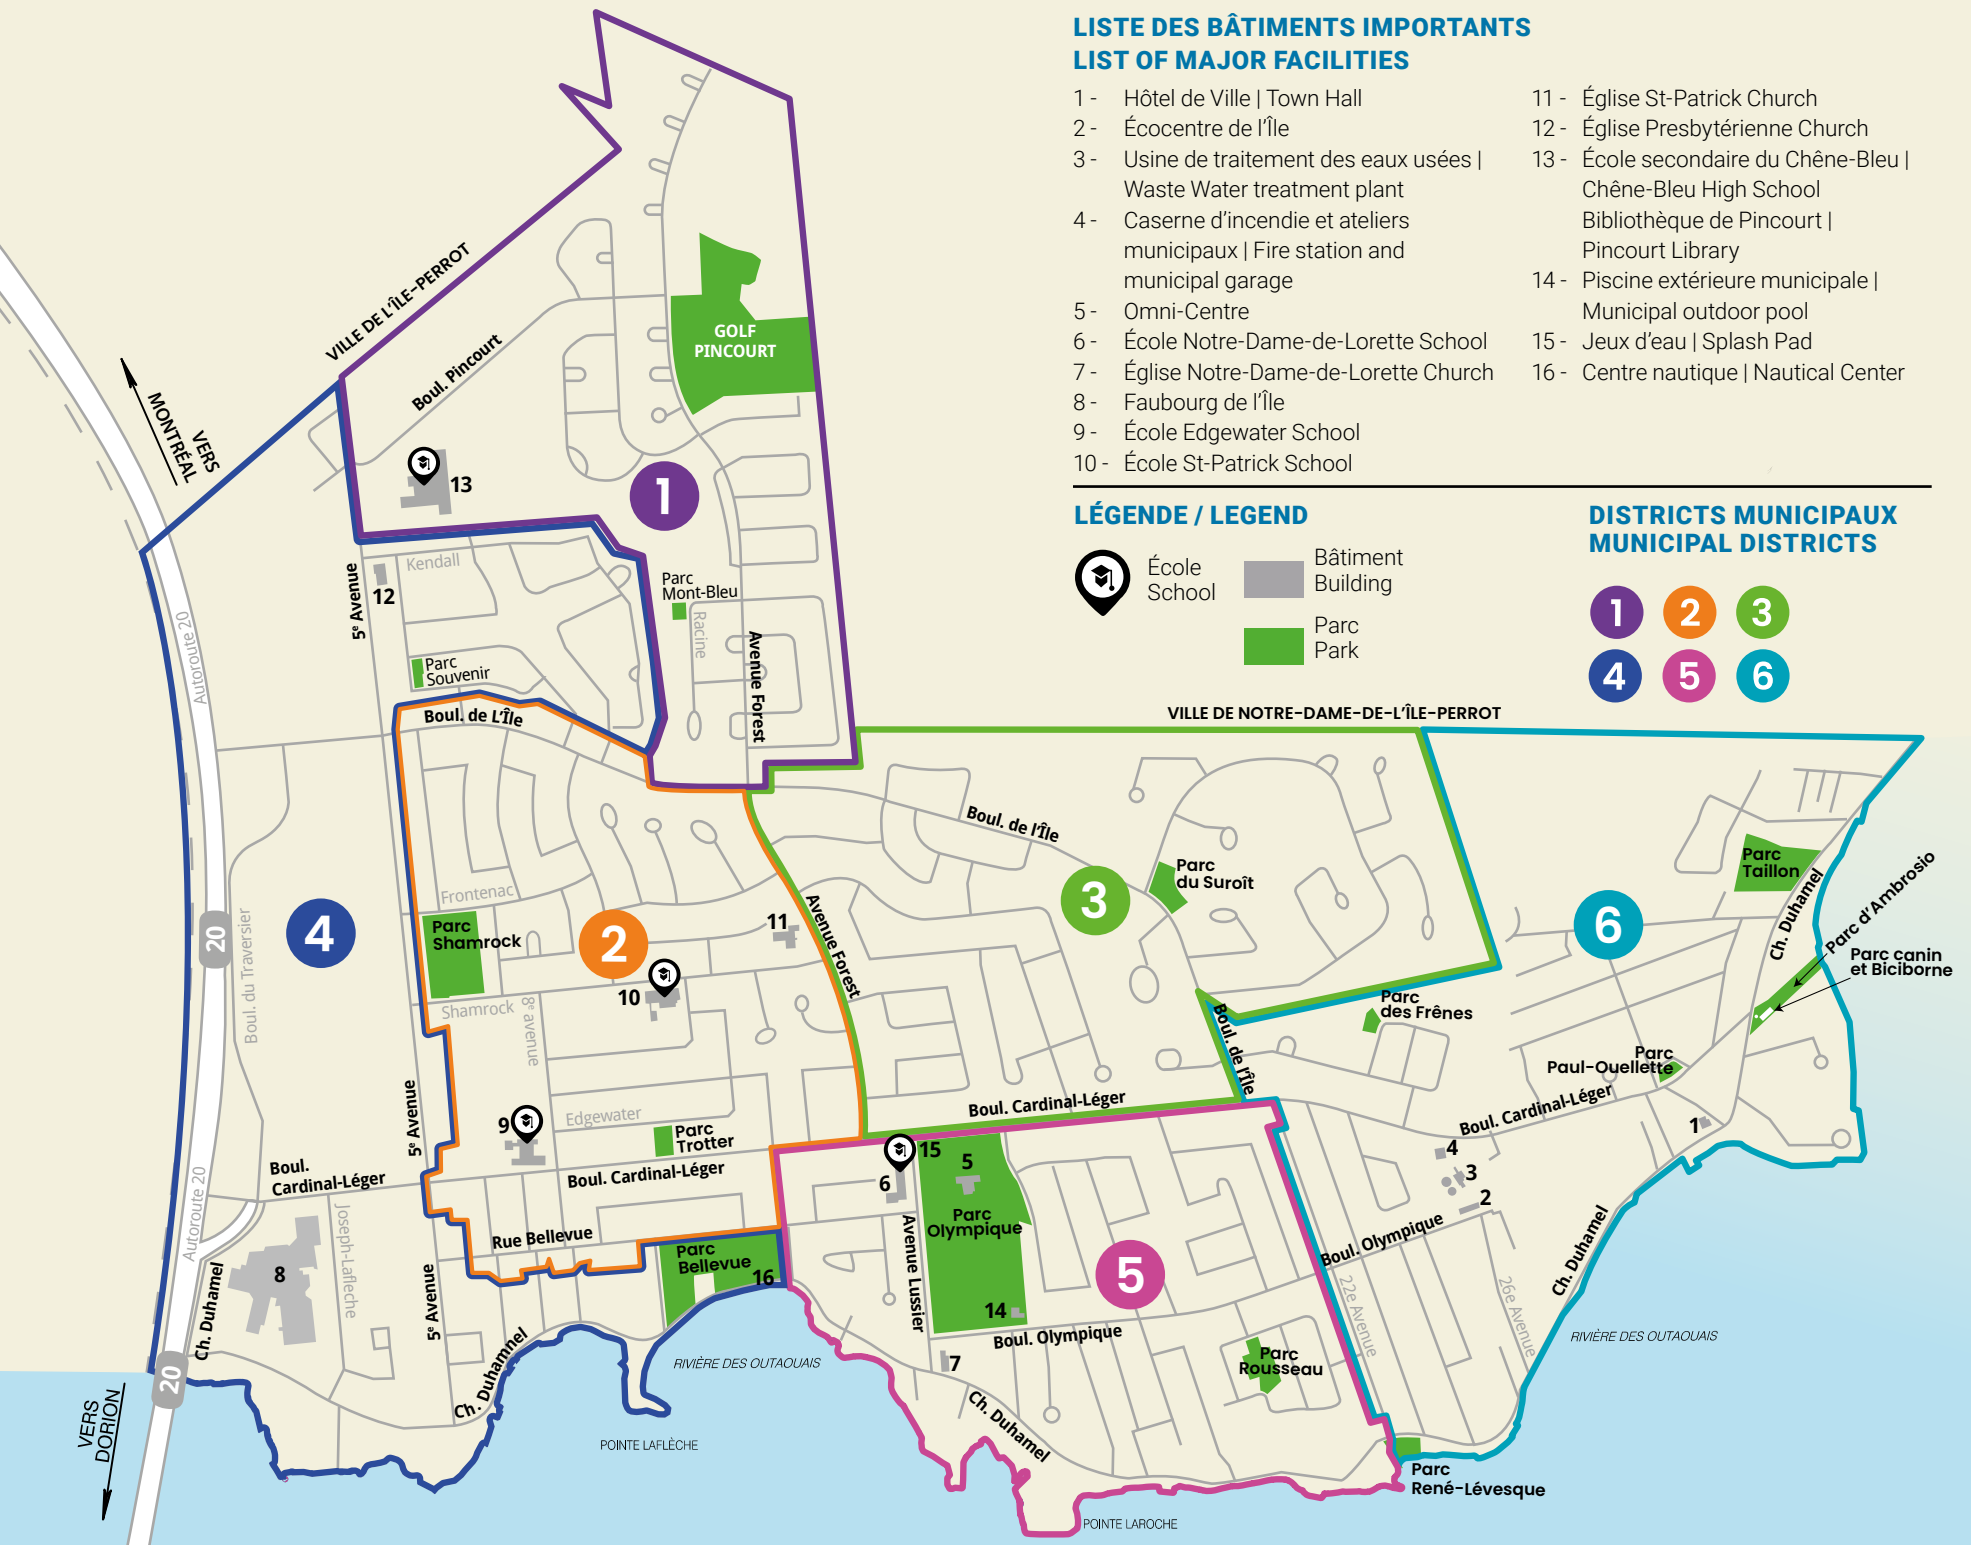 LISTE DES BÂTIMENTS IMPORTANTS
LIST OF MAJOR FACILITIES
1 - Hôtel de Ville | Town Hall
2 - Écocentre de l'Île
3 - Usine de traitement des eaux usées |
Waste Water treatment plant
4 - Caserne d'incendie et ateliers
municipaux | Fire station and
municipal garage
5 - Omni-Centre
6 - École Notre-Dame-de-Lorette School
7 - Église Notre-Dame-de-Lorette Church
8 - Faubourg de l'Île
9 - École Edgewater School
10 - École St-Patrick School
11 - Église St-Patrick Church
12 - Église Presbytérienne Church
13 - École secondaire du Chêne-Bleu |
Chêne-Bleu High School
Bibliothèque de Pincourt |
Pincourt Library
14 - Piscine extérieure municipale |
Municipal outdoor pool
15 - Jeux d'eau | Splash Pad
16 - Centre nautique | Nautical Center
LÉGENDE / LEGEND
École
School
Bâtiment
Building
Parc
Park
DISTRICTS MUNICIPAUX
MUNICIPAL DISTRICTS
1 2 3
4 5 6
VILLE DE L'ÎLE-PERROT
Boul. Pincourt
GOLF
PINCOURT
VERS
MONTRÉAL
13
1
Kendall
5e Avenue
12
Parc
Mont-Bleu
Racine
Avenue Forest
Parc
Souvenir
Autoroute 20
Boul. de L'Île
VILLE DE NOTRE-DAME-DE-L'ÎLE-PERROT
Boul. de l'Île
Parc
du Suroît
3
Parc
Taillon
Ch. Duhamel
Parc d'Ambrosio
Parc canin
et Biciborne
6
Frontenac
Parc
Shamrock
2
11
Avenue Forest
4
20
Boul. du Traversier
10
Shamrock
8e avenue
Parc
des Frênes
Boul. de l'Île
Parc
Paul-Ouellette
5e Avenue
9
Edgewater
Parc
Trotter
Boul. Cardinal-Léger
Boul. Cardinal-Léger
Boul. Cardinal-Léger
1
4
3
2
Boul.
Cardinal-Léger
Autoroute 20
Joseph-Laflèche
Rue Bellevue
Parc
Bellevue
16
15
5
6
Parc
Olympique
Avenue Lussier
5
Boul. Olympique
Ch. Duhamel
8
Ch. Duhamel
5e Avenue
Ch. Duhammel
14
Boul. Olympique
22e Avenue
26e Avenue
RIVIÈRE DES OUTAOUAIS
RIVIÈRE DES OUTAOUAIS
7
Parc
Rousseau
Ch. Duhamel
20
VERS
DORION
POINTE LAFLÈCHE
Parc
René-Lévesque
POINTE LAROCHE